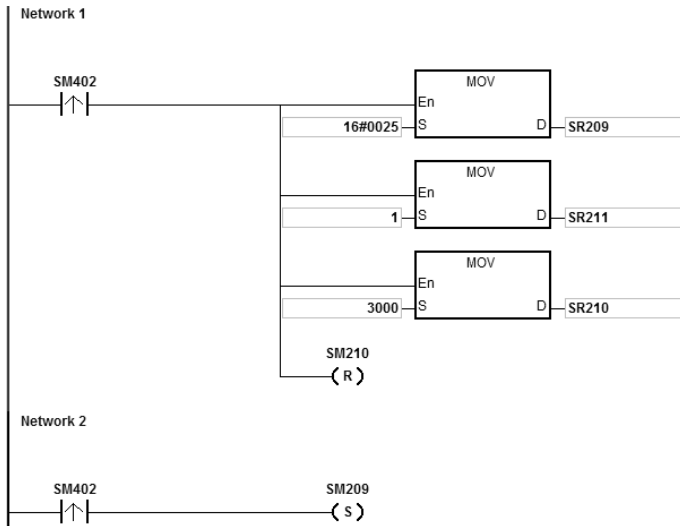 Network 1
SM402
MOV
En
16#0025 S D SR209
MOV
En
1 S D SR211
MOV
En
3000 S D SR210
SM210
R
Network 2
SM402 SM209
S